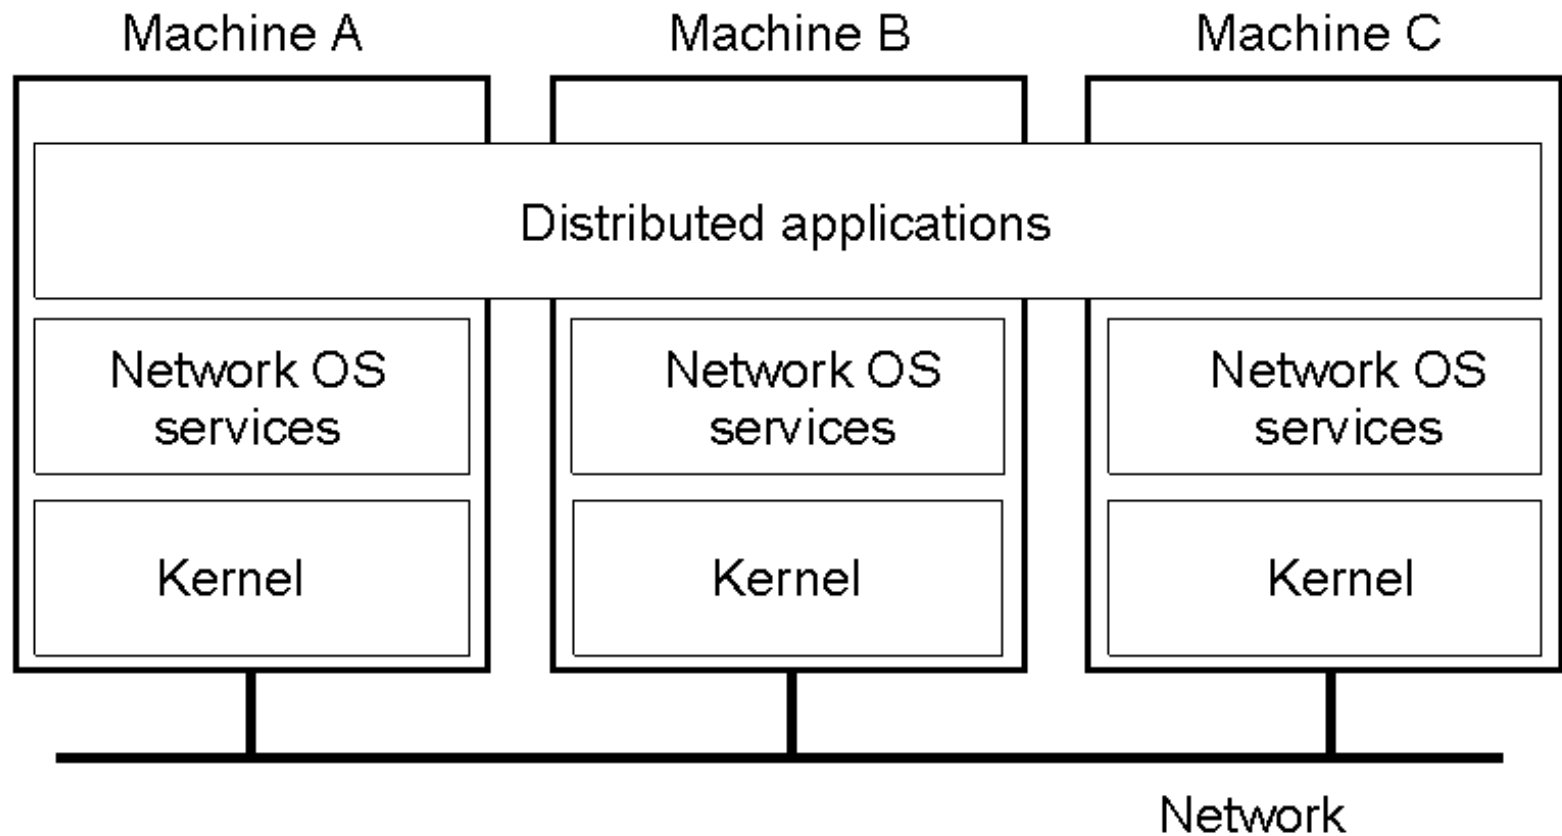 Machine A
Machine B
Machine C
Distributed applications
Network OS
services
Network OS
services
Network OS
services
Kernel
Kernel
Kernel
Network